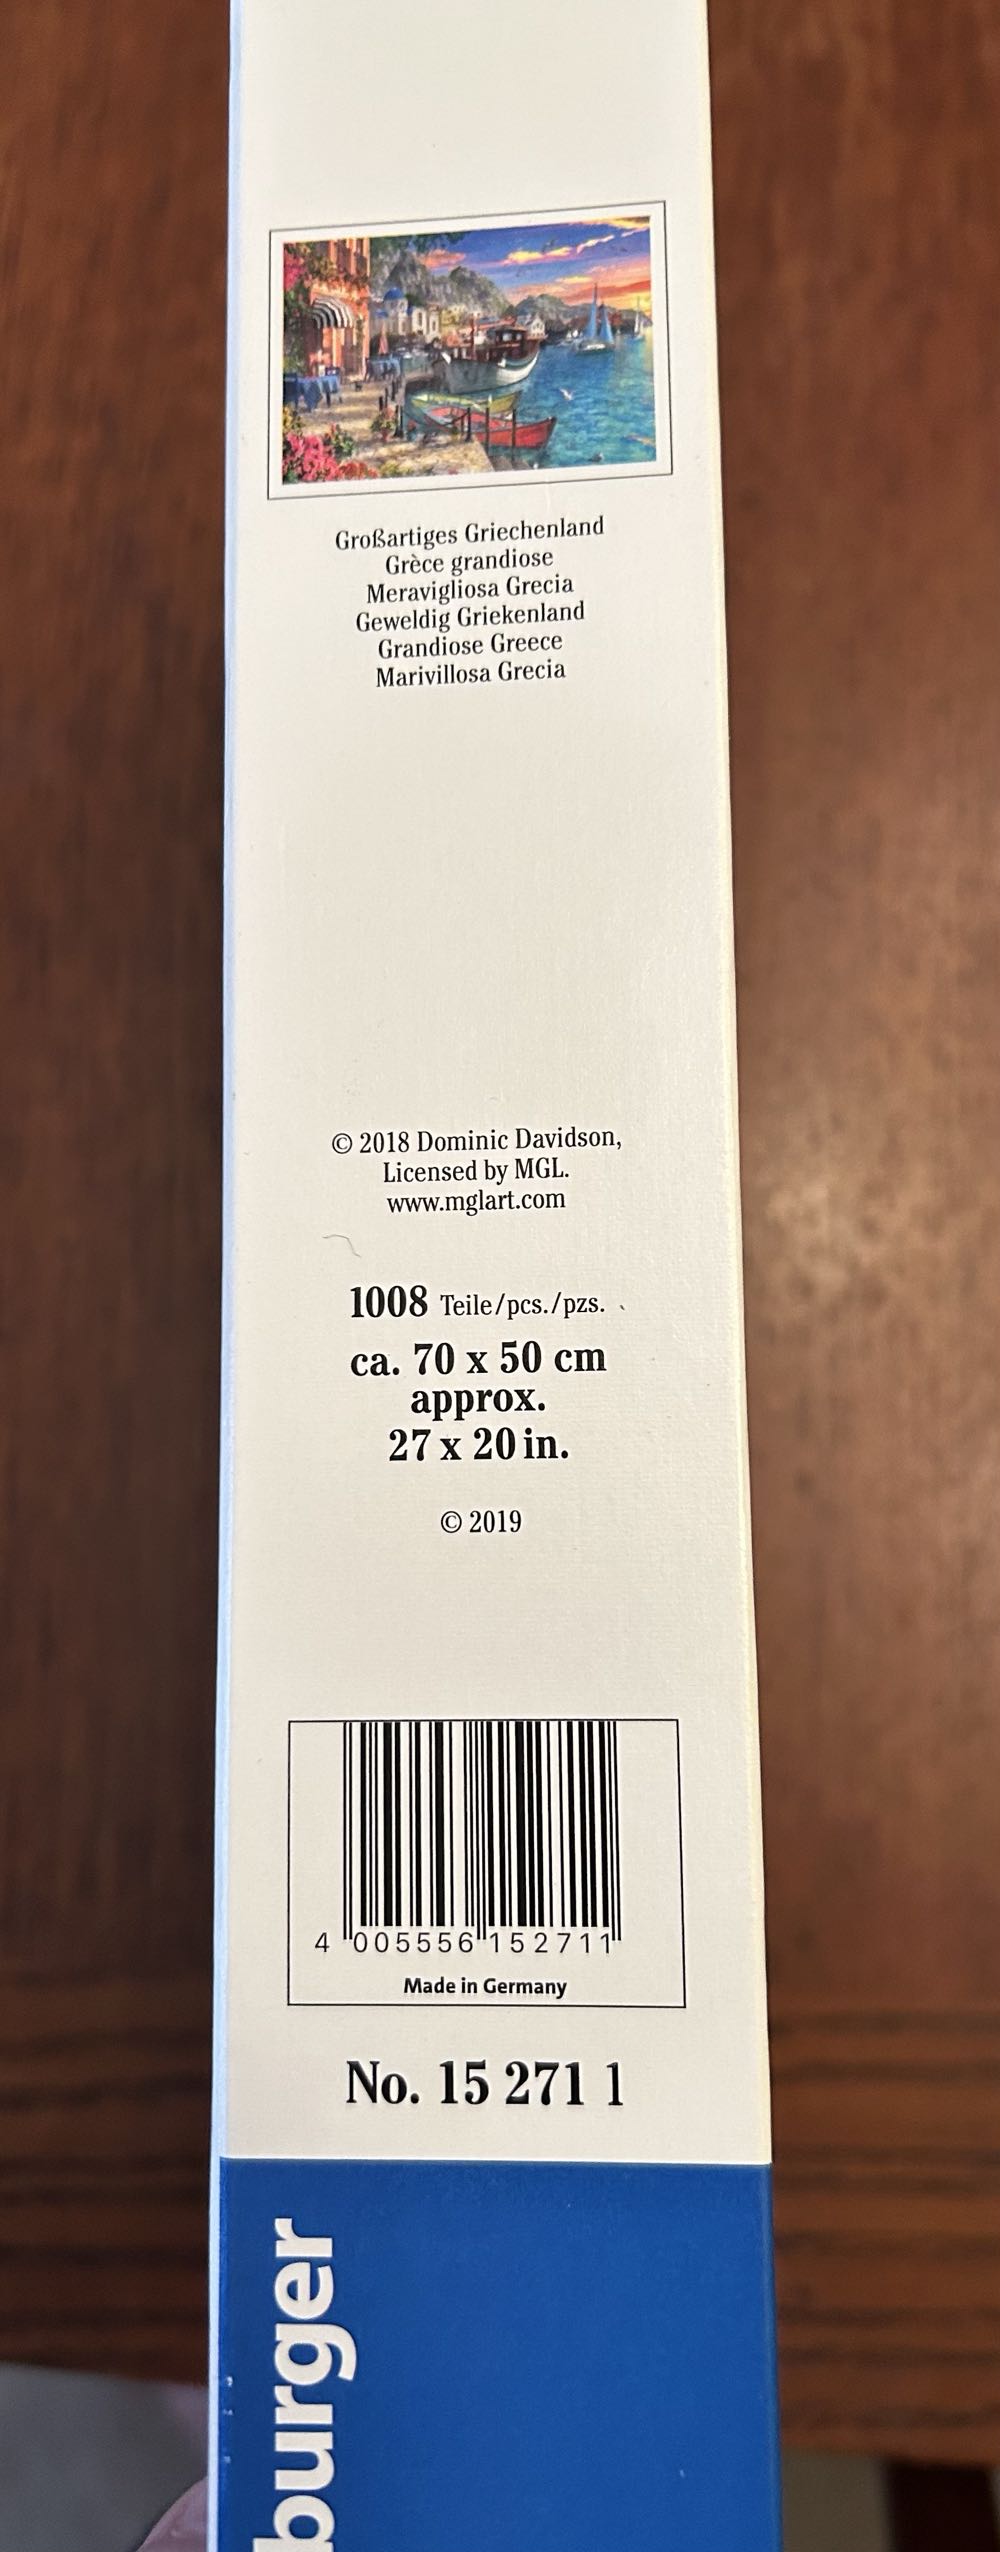 Großartiges Griechenland
Grèce grandiose
Meravigliosa Grecia
Geweldig Griekenland
Grandiose Greece
Marivillosa Grecia
© 2018 Dominic Davidson,
Licensed by MGL.
www.mglart.com
1008 Teile/pcs./pzs.
ca. 70 x 50 cm
approx.
27 x 20 in.
© 2019
4 005556 152711
Made in Germany
No. 15 271 1
burger